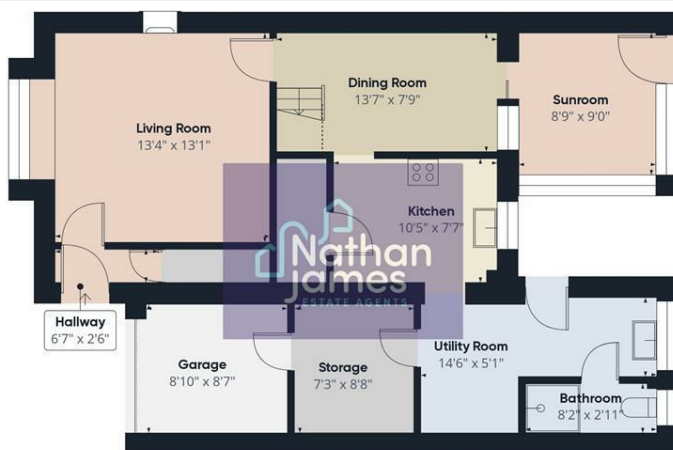 Dining Room
13'7" x 7'9"
Sunroom
8'9" x 9'0"
Living Room
13'4" x 13'1"
Kitchen
10'5" x 7'7"
Nathan
James
ESTATE AGENTS
Hallway
6'7" x 2'6"
Garage
8'10" x 8'7"
Storage
7'3" x 8'8"
Utility Room
14'6" x 5'1"
Bathroom
8'2" x 2'11"